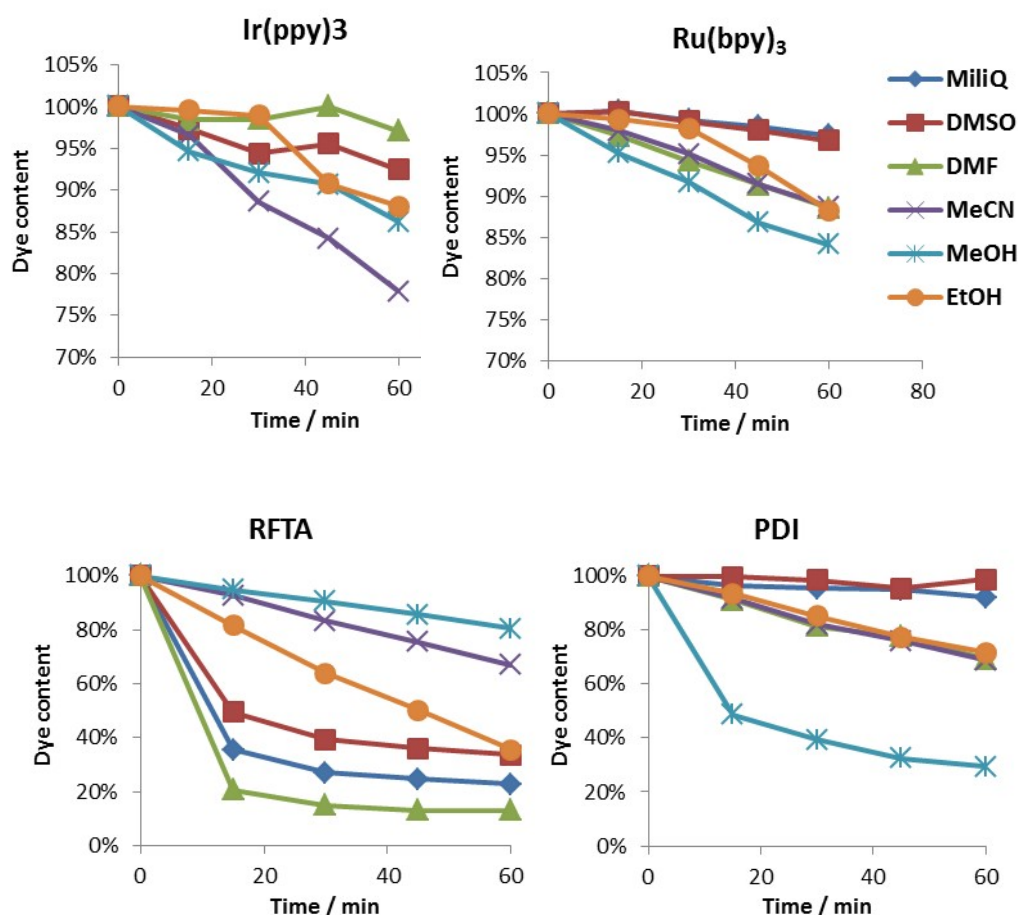 Ir(ppy)3
105%
100%
95%
90%
85%
80%
75%
70%
Dye content
0
20
40
60
Time / min
Ru(bpy)₃
105%
100%
95%
90%
85%
80%
75%
70%
Dye content
0
20
40
60
80
Time / min
MiliQ
DMSO
DMF
MeCN
MeOH
EtOH
RFTA
100%
80%
60%
40%
20%
0%
Dye content
0
20
40
60
Time / min
PDI
100%
80%
60%
40%
20%
0%
Dye content
0
20
40
60
Time / min